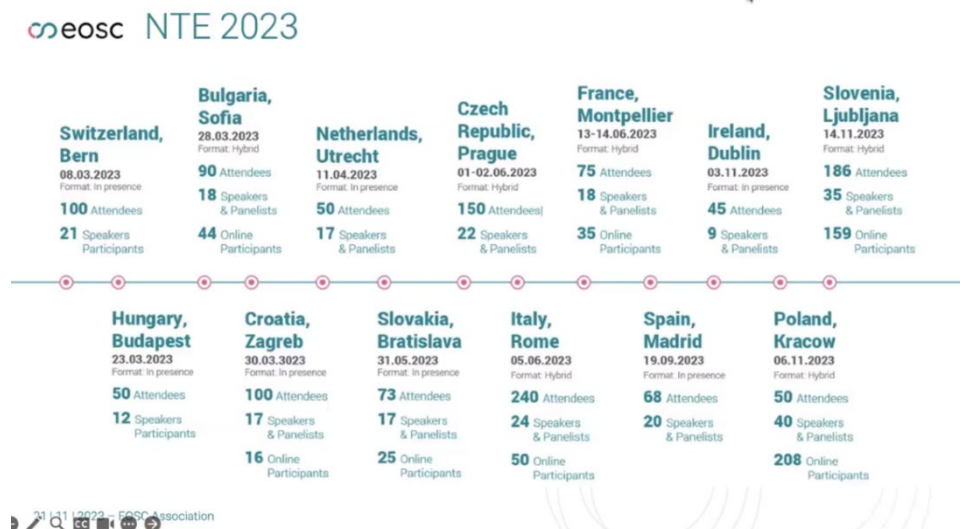 eosc NTE 2023
Switzerland,
Bern
08.03.2023
Format: In presence
100 Attendees
21 Speakers
Participants
Bulgaria,
Sofia
28.03.2023
Format: Hybrid
90 Attendees
18 Speakers
& Panelists
44 Online
Participants
Netherlands,
Utrecht
11.04.2023
Format: In presence
50 Attendees
17 Speakers
& Panelists
Czech
Republic,
Prague
01-02.06.2023
Format: Hybrid
150 Attendees|
22 Speakers
& Panelists
France,
Montpellier
13-14.06.2023
Format: Hybrid
75 Attendees
18 Speakers
& Panelists
35 Online
Participants
Ireland,
Dublin
03.11.2023
Format: In presence
45 Attendees
9 Speakers
& Panelists
Slovenia,
Ljubljana
14.11.2023
Format: Hybrid
186 Attendees
35 Speakers
& Panelists
159 Online
Participants
Hungary,
Budapest
23.03.2023
Format: In presence
50 Attendees
12 Speakers
Participants
Croatia,
Zagreb
30.03.3023
Format: In presence
100 Attendees
17 Speakers
& Panelists
16 Online
Participants
Slovakia,
Bratislava
31.05.2023
Format: In presence
73 Attendees
17 Speakers
& Panelists
25 Online
Participants
Italy,
Rome
05.06.2023
Format: Hybrid
240 Attendees
24 Speakers
& Panelists
50 Online
Participants
Spain,
Madrid
19.09.2023
Format: In presence
68 Attendees
20 Speakers
& Panelists
Poland,
Kracow
06.11.2023
Format: Hybrid
50 Attendees
40 Speakers
& Panelists
208 Online
Participants
21 | 11 | 2023 – EOSC Association
CC